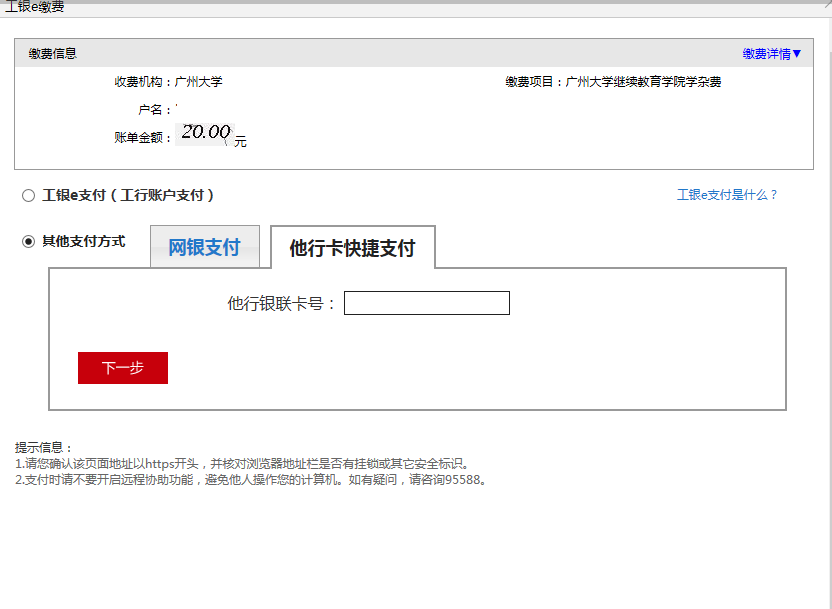 工银e缴费
缴费信息 缴费详情▼
收费机构：广州大学 缴费项目：广州大学继续教育学院学杂费
户名：
账单金额：20.00元
工银e支付（工行账户支付） 工银e支付是什么？
其他支付方式 网银支付 他行卡快捷支付
他行银联卡号：
下一步
提示信息：
1.请您确认该页面地址以https开头，并核对浏览器地址栏是否有挂锁或其它安全标识。
2.支付时请不要开启远程协助功能，避免他人操作您的计算机。如有疑问，请咨询95588。